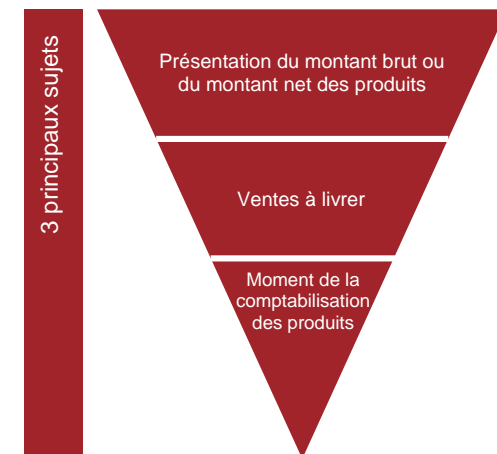 3 principaux sujets
Présentation du montant brut ou
du montant net des produits
Ventes à livrer
Moment de la
comptabilisation
des produits